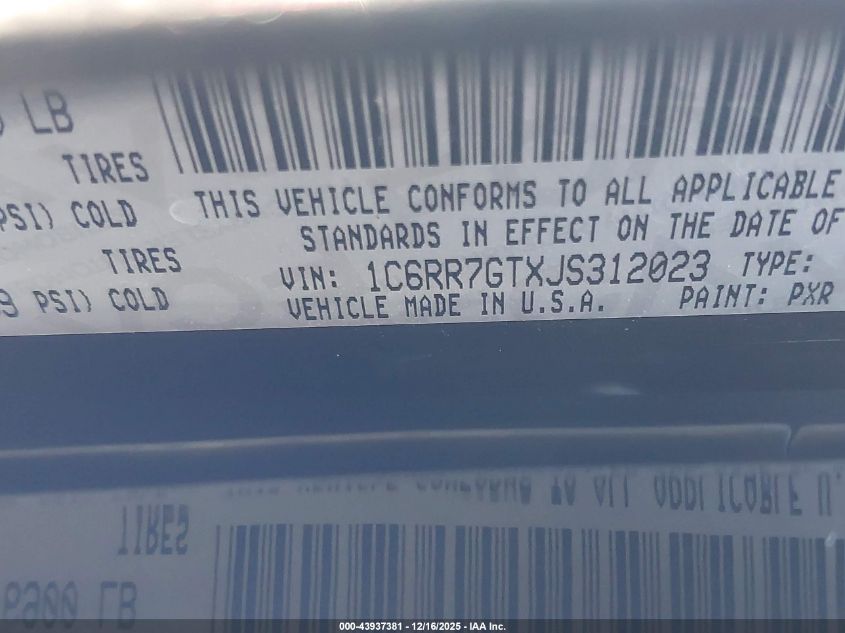 LB
TIRES
PSI) COLD
TIRES
PSI) COLD
THIS VEHICLE CONFORMS TO ALL APPLICABLE
STANDARDS IN EFFECT ON THE DATE OF
VIN: 1C6RR7GTXJS312023 TYPE:
VEHICLE MADE IN U.S.A. PAINT: PXR
TIRES
LB
000-43937381 - 12/16/2025 - IAA Inc.